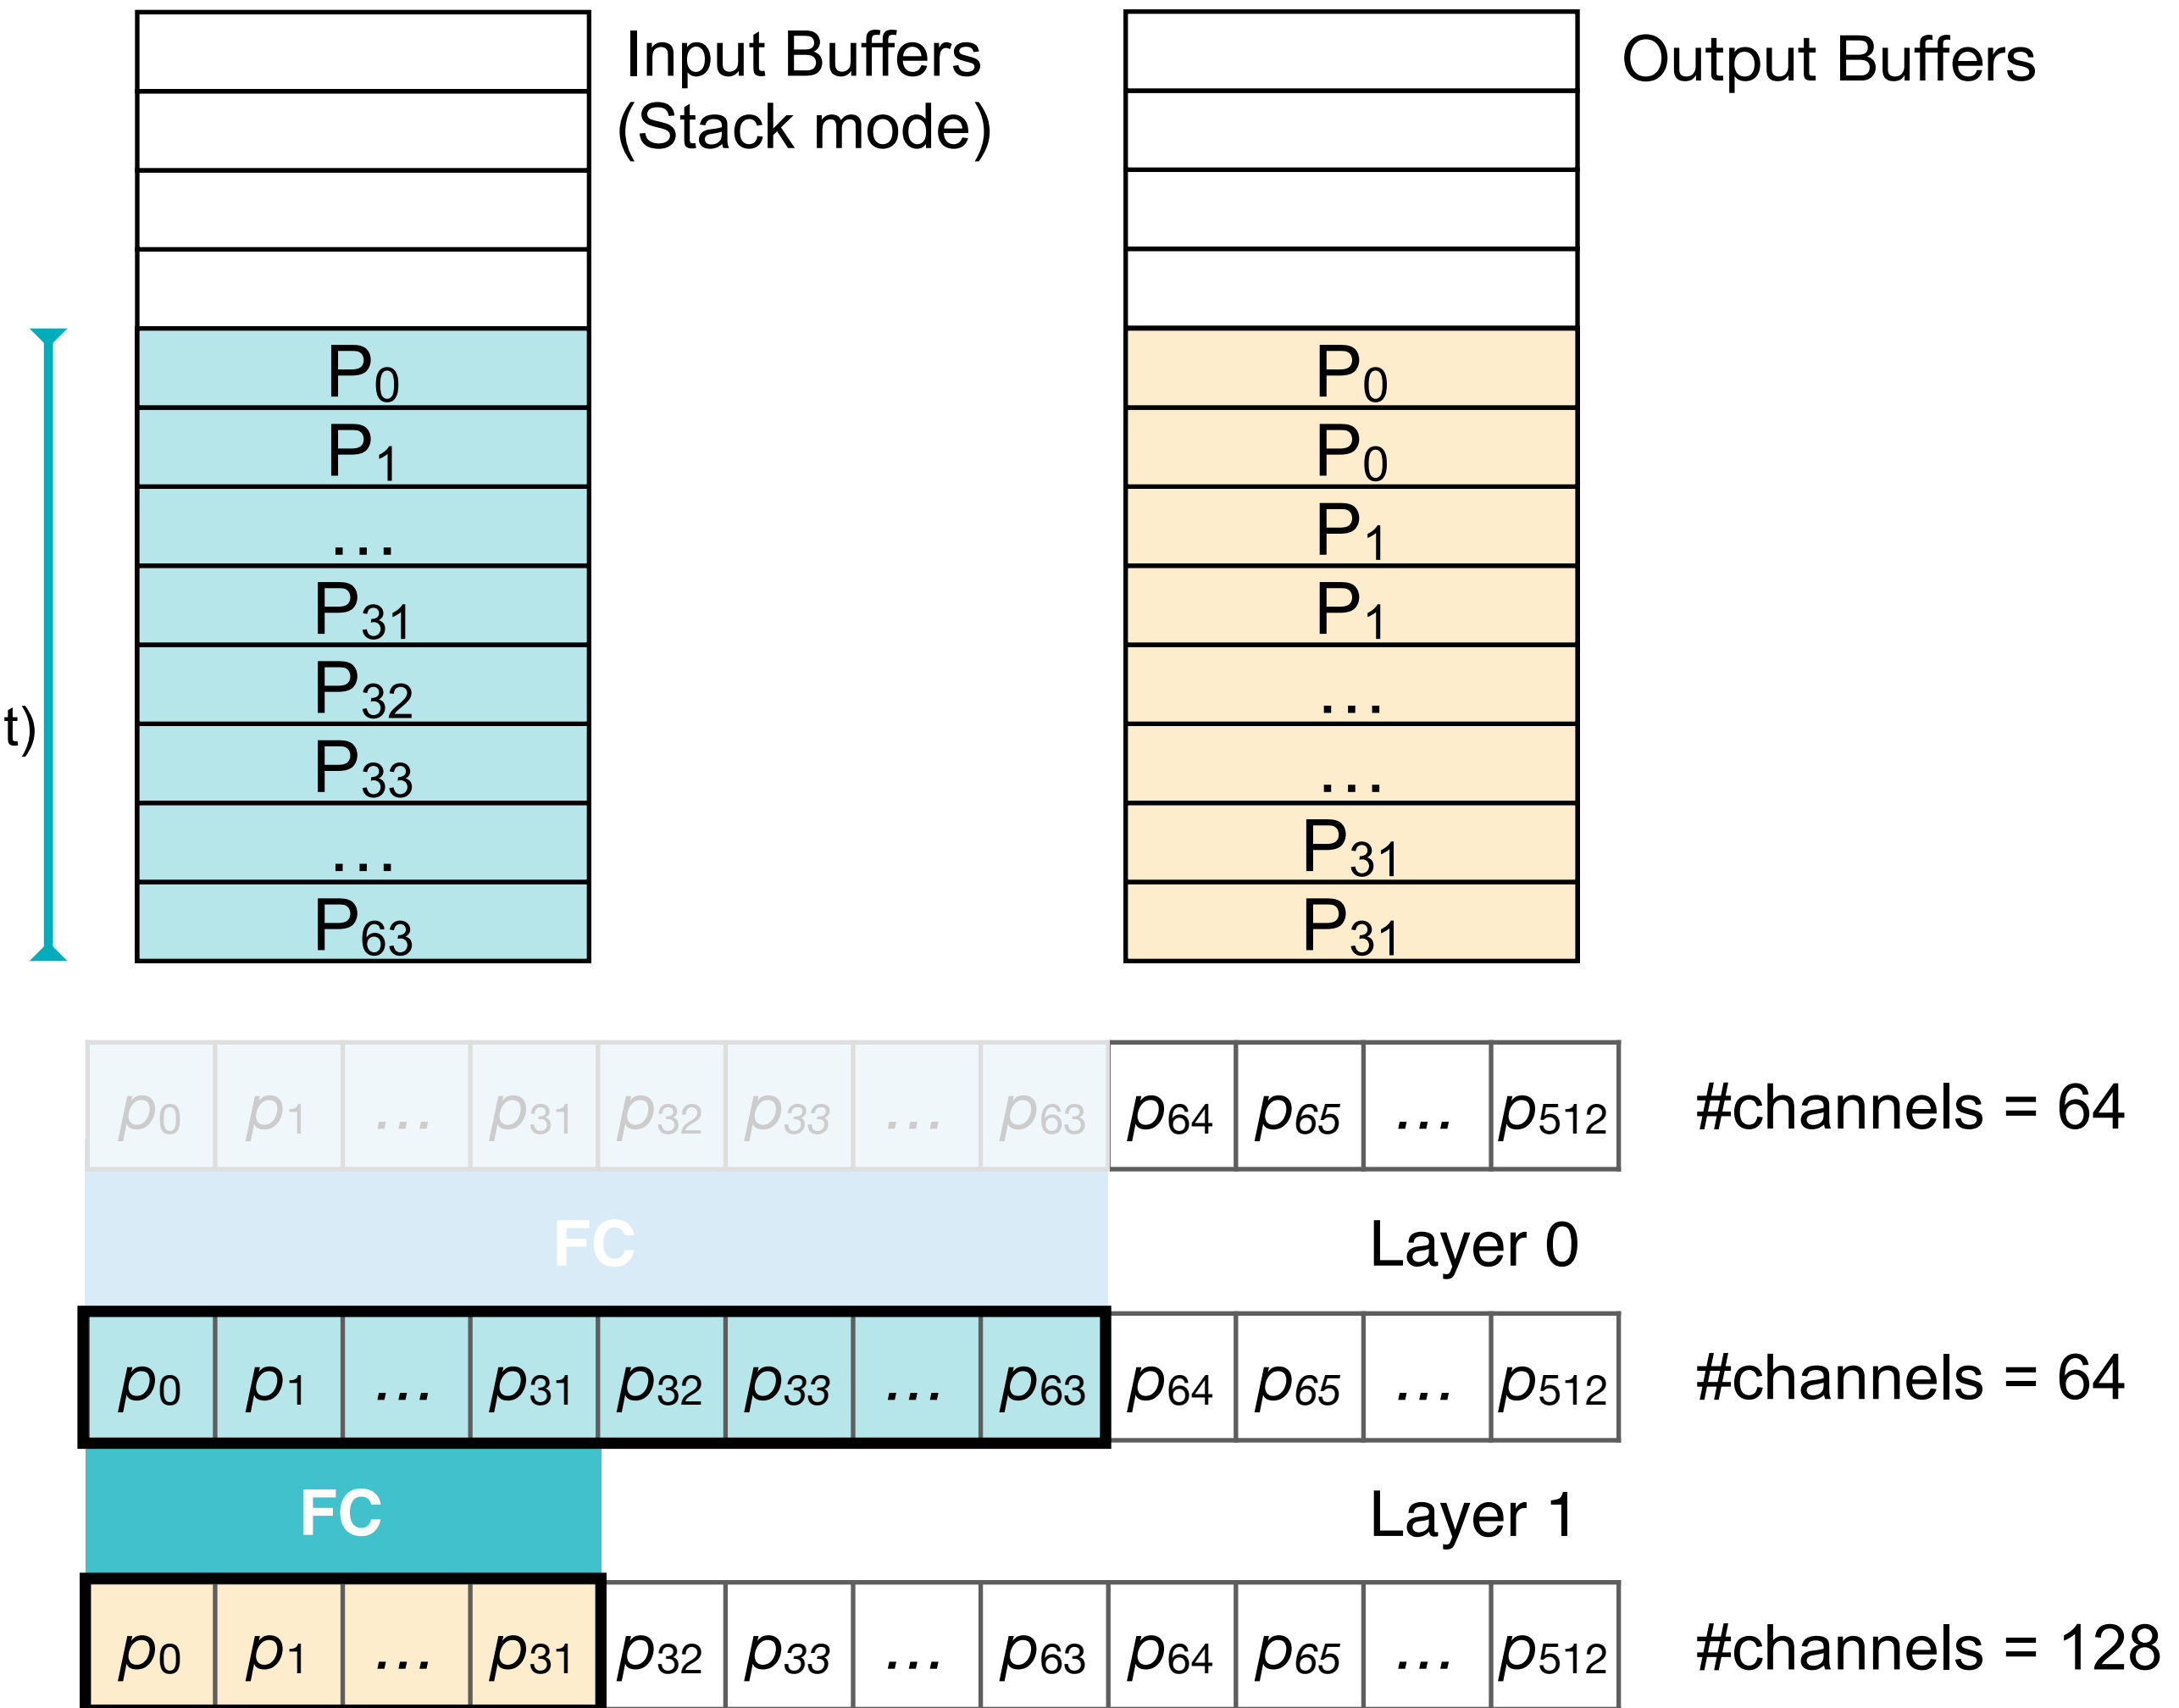 Input Buffers
(Stack mode)
Output Buffers
P0
P1
...
P31
P32
P33
...
P63
t)
P0
P0
P1
P1
...
...
P31
P31
p0 p1 ... p31 p32 p33 ... p63 p64 p65 ... p512 #channels = 64
FC Layer 0
p0 p1 ... p31 p32 p33 ... p63 p64 p65 ... p512 #channels = 64
FC Layer 1
p0 p1 ... p31 p32 p33 ... p63 p64 p65 ... p512 #channels = 128